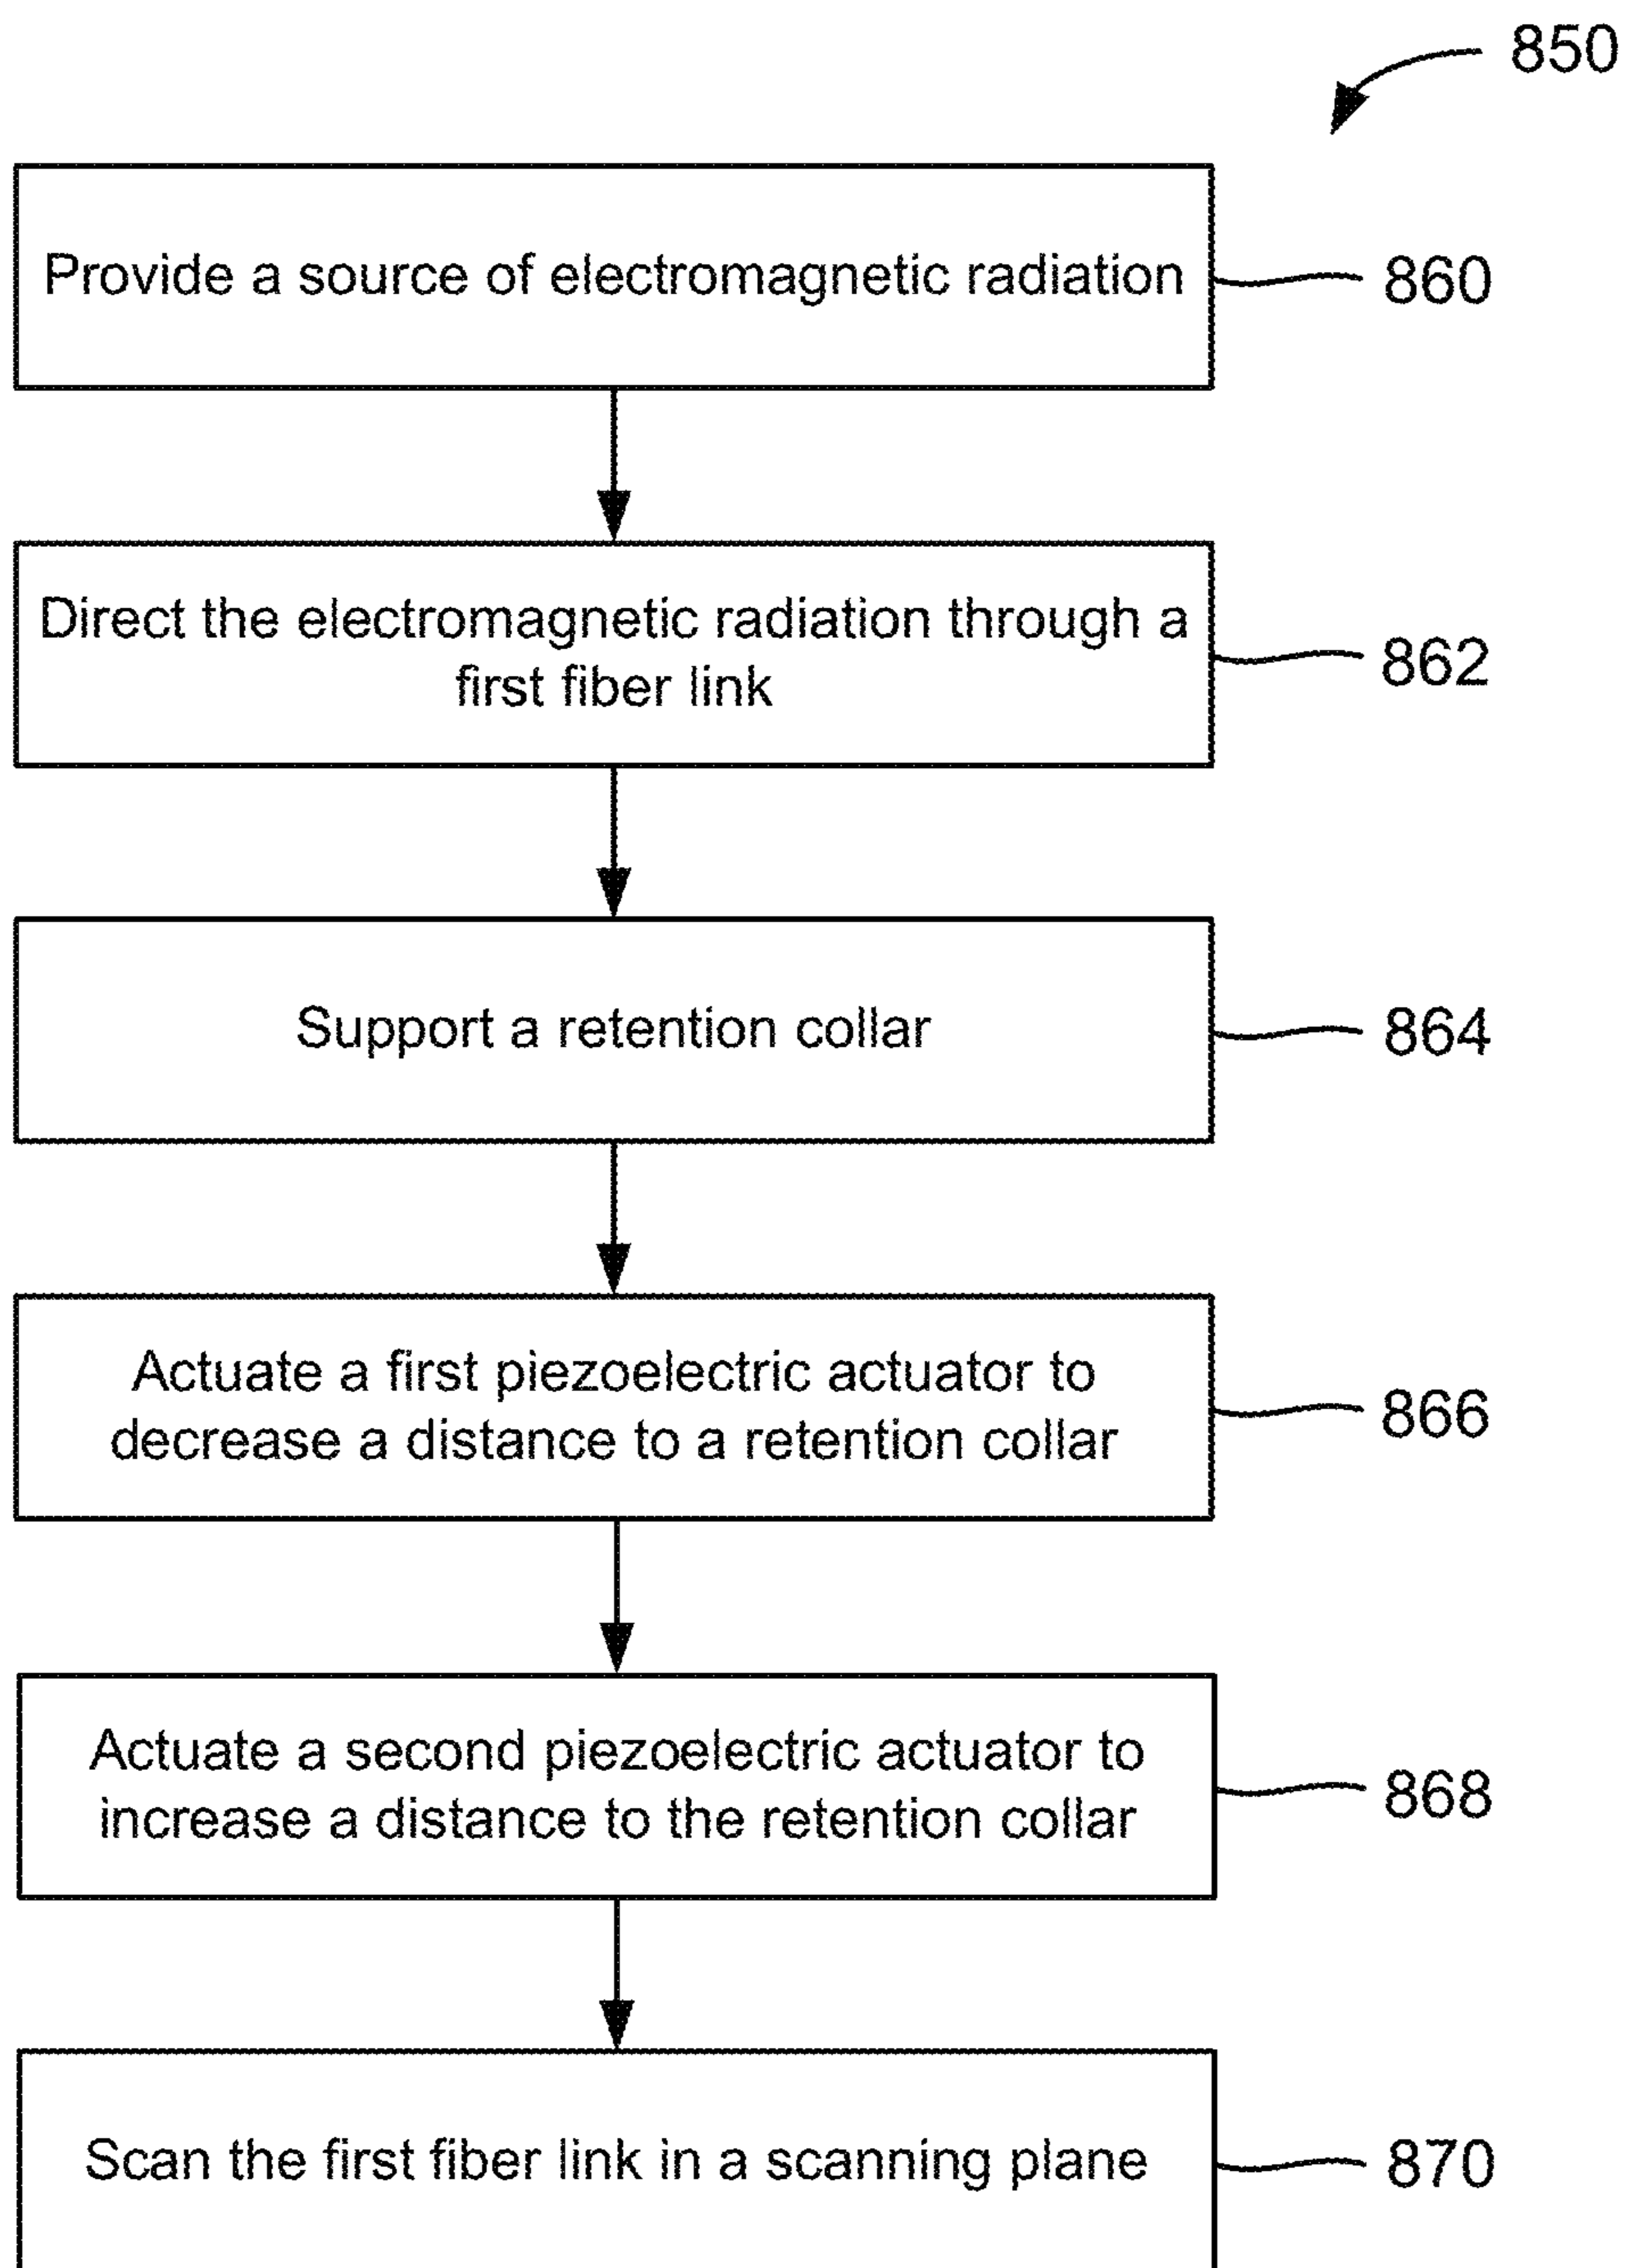 850
Provide a source of electromagnetic radiation
860
Direct the electromagnetic radiation through a
first fiber link
862
Support a retention collar
864
Actuate a first piezoelectric actuator to
decrease a distance to a retention collar
866
Actuate a second piezoelectric actuator to
increase a distance to the retention collar
868
Scan the first fiber link in a scanning plane
870